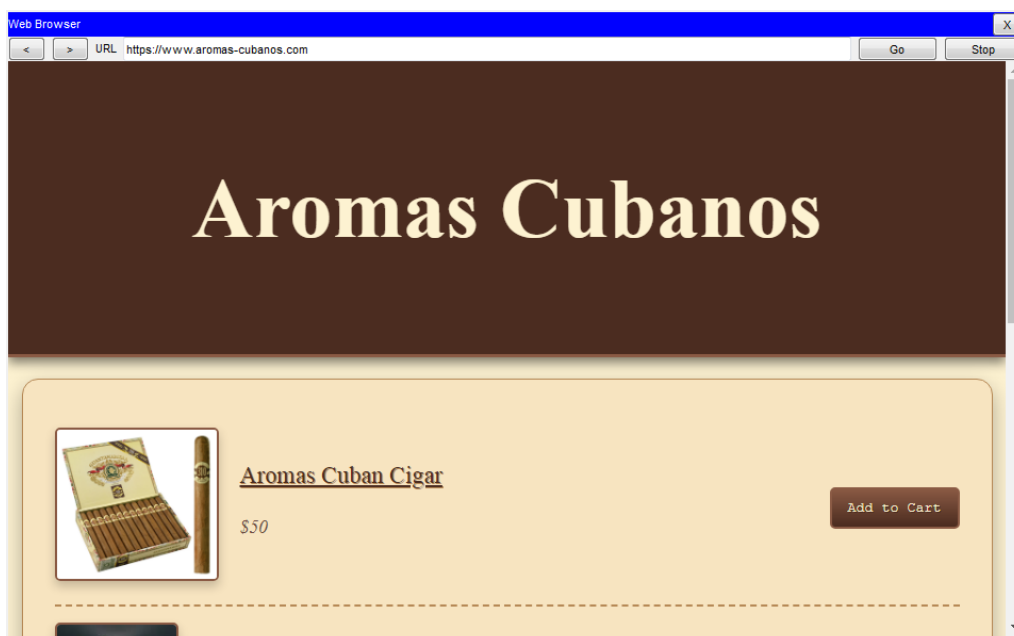 Web Browser
X
<
>
URL
https://www.aromas-cubanos.com
Go
Stop
Aromas Cubanos
Aromas Cuban Cigar
$50
Add to Cart